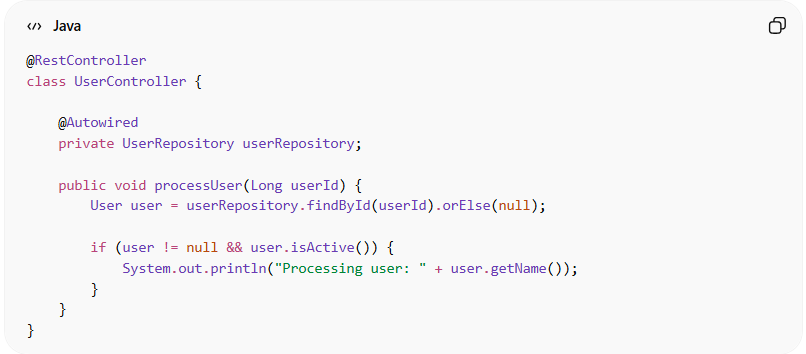 Java
@RestController
class UserController {
@Autowired
private UserRepository userRepository;
public void processUser(Long userId) {
User user = userRepository.findById(userId).orElse(null);
if (user != null && user.isActive()) {
System.out.println("Processing user: " + user.getName());
}
}
}